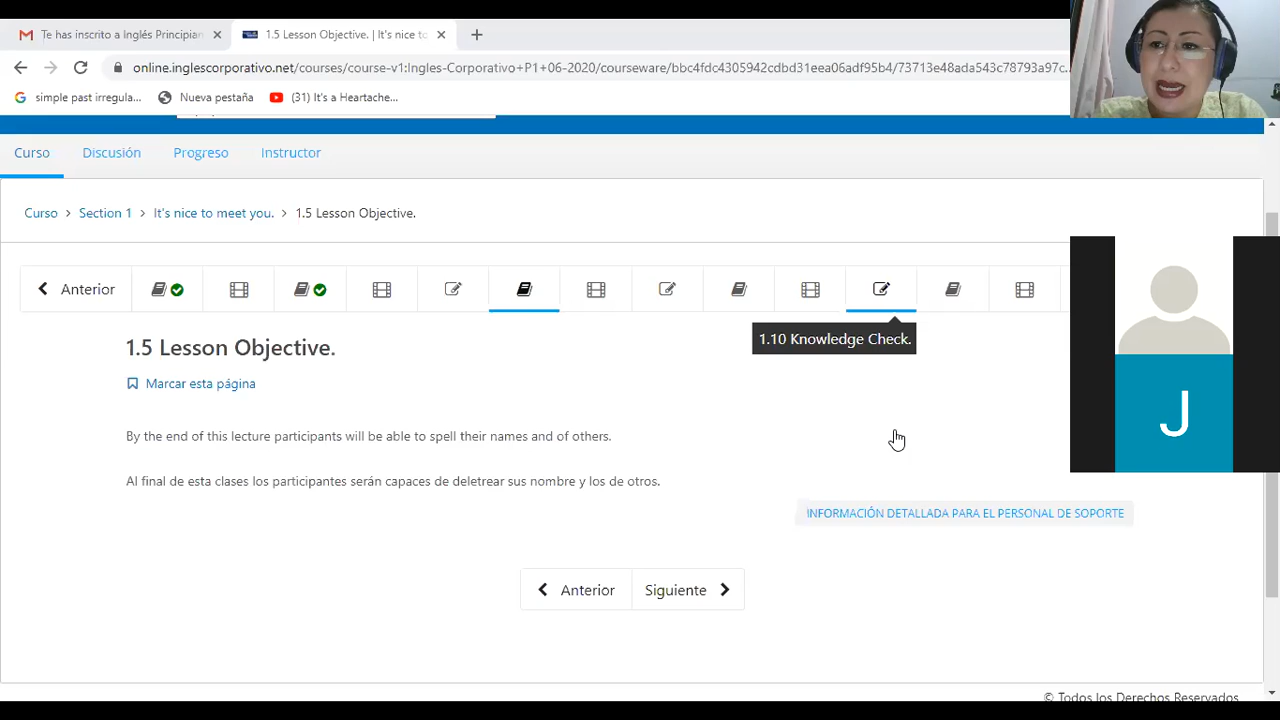 Te has inscrito a Inglés Principian
1.5 Lesson Objective. | It's nice to
online.inglescorporativo.net/courses/course-v1:Ingles-Corporativo+P1+06-2020/courseware/bbc4fdc4305942cdbd31eea06adf95b4/73713e48ada543c78793a97c...
simple past irregula...
Nueva pestaña
(31) It's a Heartache...
Curso
Discusión
Progreso
Instructor
Curso > Section 1 > It's nice to meet you. > 1.5 Lesson Objective.
Anterior
1.10 Knowledge Check.
1.5 Lesson Objective.
Marcar esta página
J
By the end of this lecture participants will be able to spell their names and of others.
Al final de esta clases los participantes serán capaces de deletrear sus nombre y los de otros.
INFORMACIÓN DETALLADA PARA EL PERSONAL DE SOPORTE
Anterior
Siguiente
© Todos los Derechos Reservados